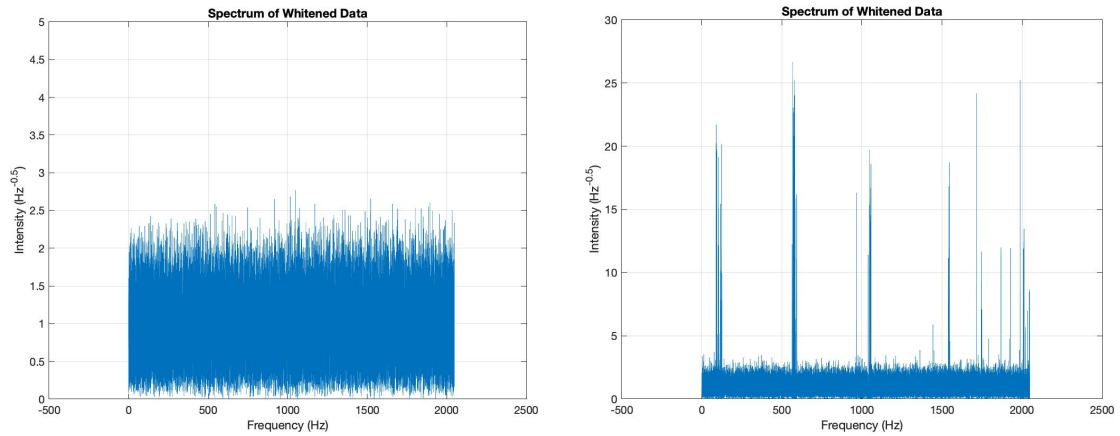 Spectrum of Whitened Data
5
4.5
4
3.5
3
2.5
2
1.5
1
0.5
0
Intensity (Hz^-0.5)
-500 0 500 1000 1500 2000 2500
Frequency (Hz)
Spectrum of Whitened Data
30
25
20
15
10
5
0
Intensity (Hz^-0.5)
-500 0 500 1000 1500 2000 2500
Frequency (Hz)